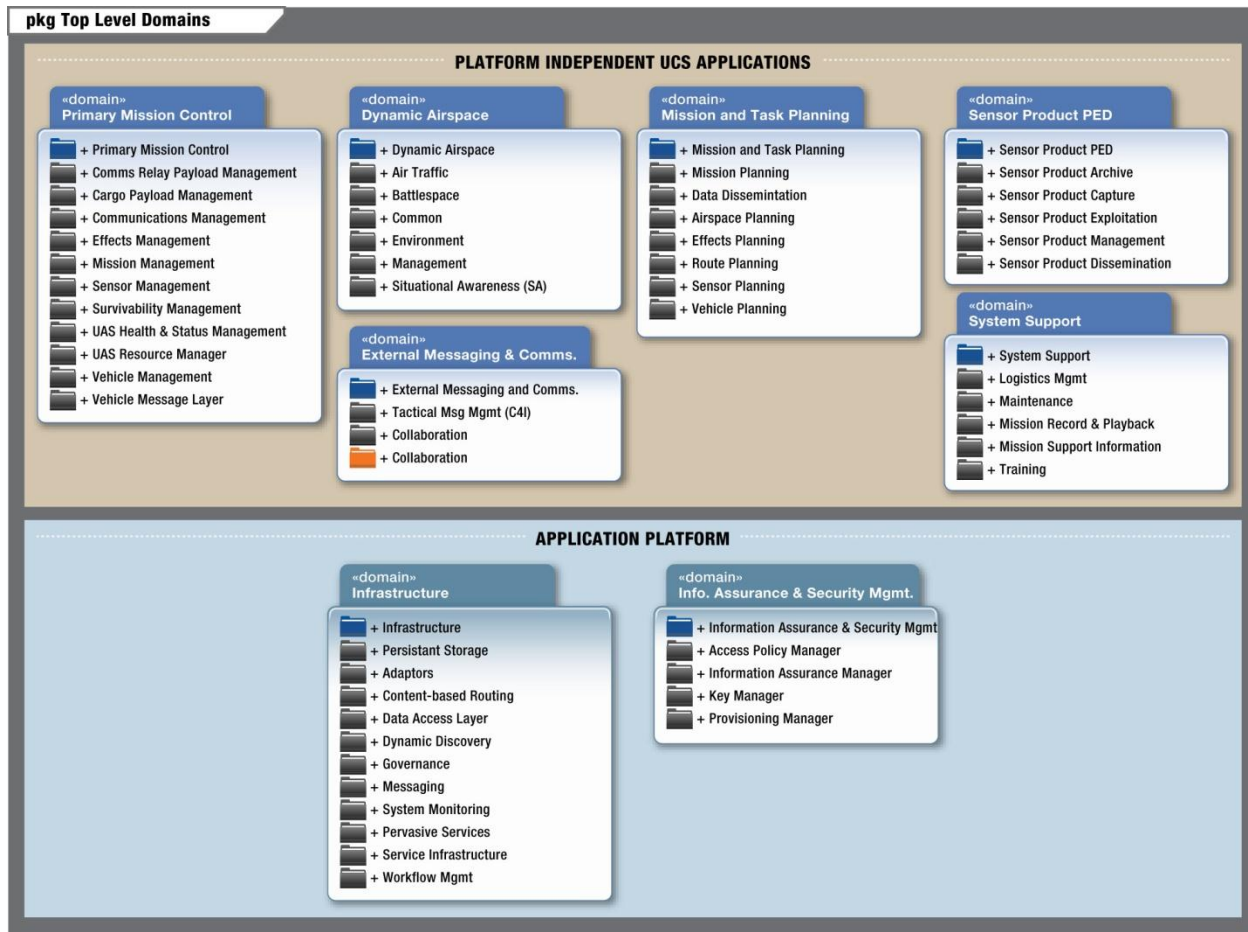 pkg Top Level Domains
PLATFORM INDEPENDENT UCS APPLICATIONS
«domain»
Primary Mission Control
+ Primary Mission Control
+ Comms Relay Payload Management
+ Cargo Payload Management
+ Communications Management
+ Effects Management
+ Mission Management
+ Sensor Management
+ Survivability Management
+ UAS Health & Status Management
+ UAS Resource Manager
+ Vehicle Management
+ Vehicle Message Layer
«domain»
Dynamic Airspace
+ Dynamic Airspace
+ Air Traffic
+ Battlespace
+ Common
+ Environment
+ Management
+ Situational Awareness (SA)
«domain»
External Messaging & Comms.
+ External Messaging and Comms.
+ Tactical Msg Mgmt (C4I)
+ Collaboration
+ Collaboration
«domain»
Mission and Task Planning
+ Mission and Task Planning
+ Mission Planning
+ Data Dissemintation
+ Airspace Planning
+ Effects Planning
+ Route Planning
+ Sensor Planning
+ Vehicle Planning
«domain»
Sensor Product PED
+ Sensor Product PED
+ Sensor Product Archive
+ Sensor Product Capture
+ Sensor Product Exploitation
+ Sensor Product Management
+ Sensor Product Dissemination
«domain»
System Support
+ System Support
+ Logistics Mgmt
+ Maintenance
+ Mission Record & Playback
+ Mission Support Information
+ Training
APPLICATION PLATFORM
«domain»
Infrastructure
+ Infrastructure
+ Persistant Storage
+ Adaptors
+ Content-based Routing
+ Data Access Layer
+ Dynamic Discovery
+ Governance
+ Messaging
+ System Monitoring
+ Pervasive Services
+ Service Infrastructure
+ Workflow Mgmt
«domain»
Info. Assurance & Security Mgmt.
+ Information Assurance & Security Mgmt
+ Access Policy Manager
+ Information Assurance Manager
+ Key Manager
+ Provisioning Manager